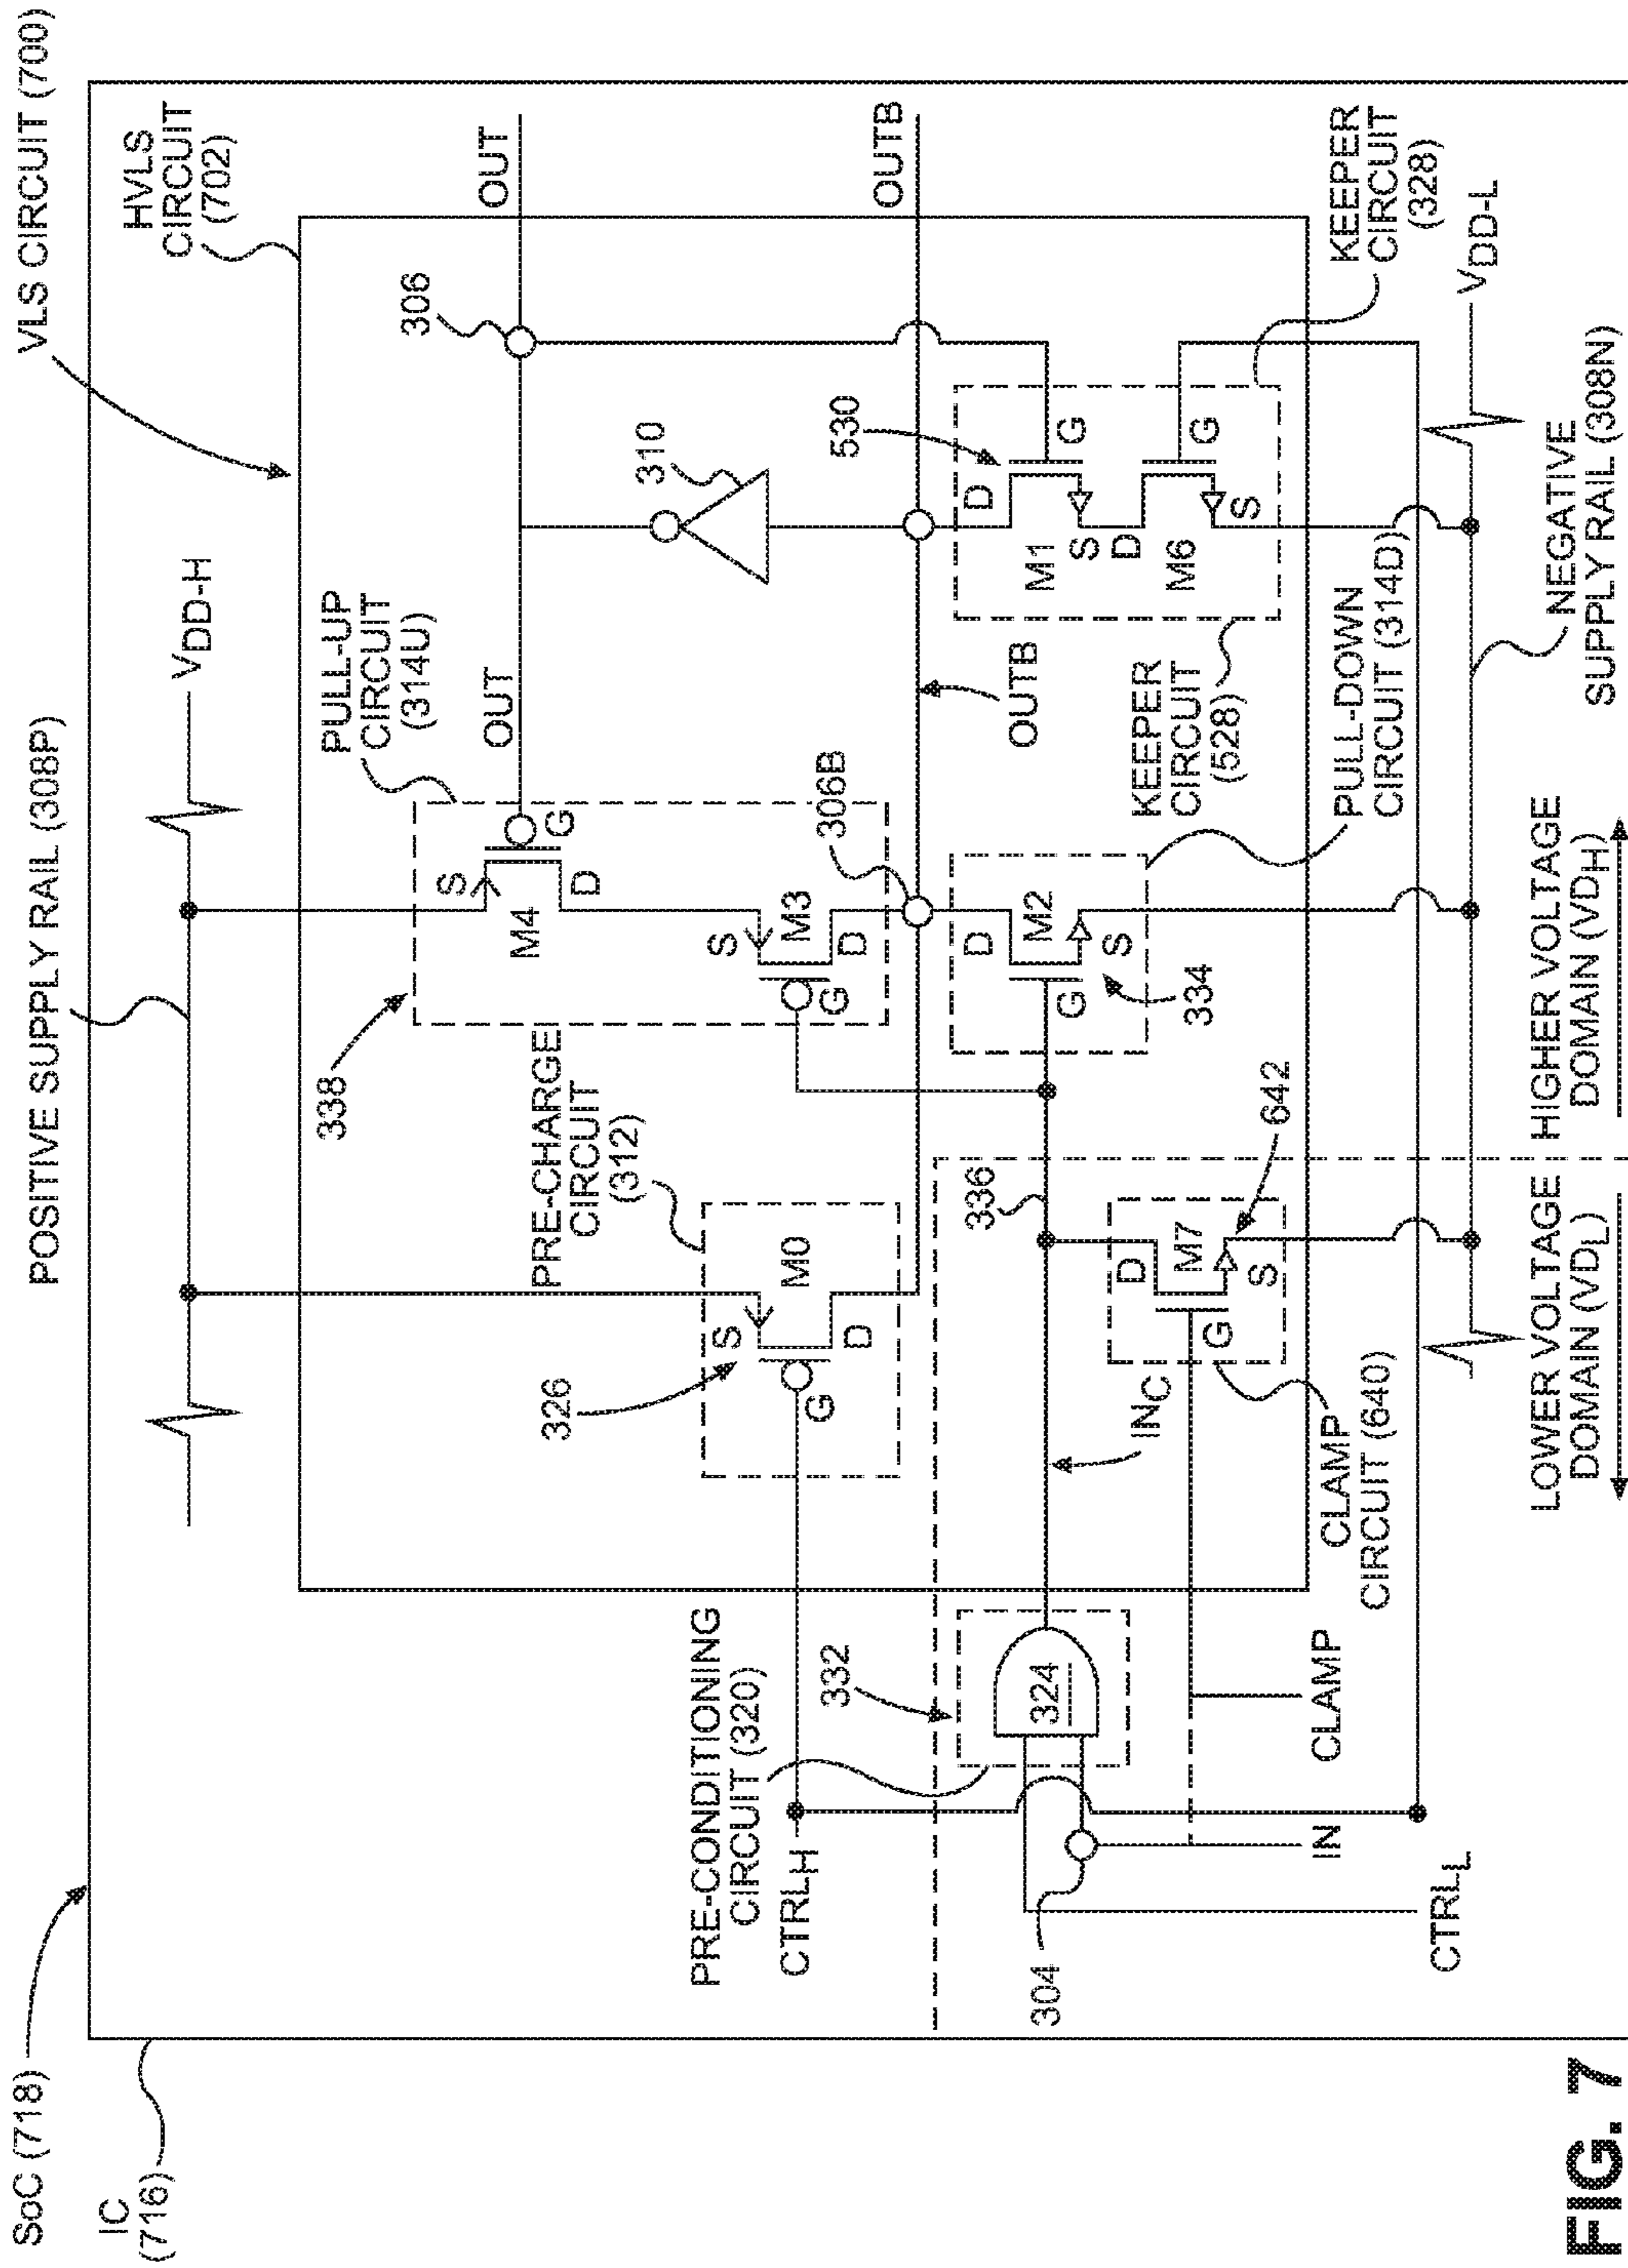 SoC (718)
IC
(716)
VLS CIRCUIT (700)
POSITIVE SUPPLY RAIL (308P)
HVLS
CIRCUIT
(702)
VDD-H
338
PULL-UP
CIRCUIT
(314U)
306
OUT
OUT
S
G
M4
D
S
M3
G
D
PRE-CHARGE
CIRCUIT
(312)
326
S
M0
G
D
310
530
306B
OUTB
PRE-CONDITIONING
CIRCUIT (320)
CTRLH
332
324
304
336
INC
D
M7
G
S
642
D
M2
G
S
334
OUTB
D
G
M1
S
D
G
M6
S
KEEPER
CIRCUIT
(528)
KEEPER
CIRCUIT
(328)
PULL-DOWN
CIRCUIT (314D)
CLAMP
CIRCUIT (640)
CLAMP
IN
CTRLL
VDD-L
NEGATIVE
SUPPLY RAIL (308N)
LOWER VOLTAGE
DOMAIN (VDL)
HIGHER VOLTAGE
DOMAIN (VDH)
FIG. 7